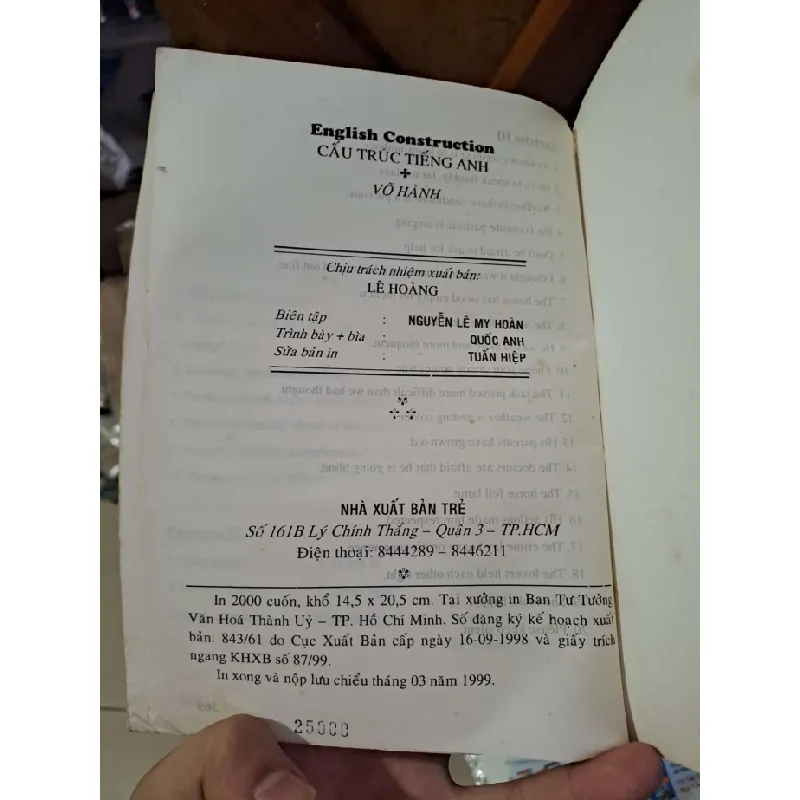 English Construction
CẤU TRÚC TIẾNG ANH
VÕ HÀNH
Chịu trách nhiệm xuất bản:
LÊ HOÀNG
Biên tập : NGUYỄN LÊ MY HOÀN
Trình bày + bìa : QUỐC ANH
Sửa bản in : TUẤN HIỆP
NHÀ XUẤT BẢN TRẺ
Số 161B Lý Chính Thắng – Quận 3 – TP.HCM
Điện thoại: 8444289 – 8446211
In 2000 cuốn, khổ 14,5 x 20,5 cm. Tại xưởng in Ban Tư Tưởng
Văn Hoá Thành Uỷ – TP. Hồ Chí Minh. Số đăng ký kế hoạch xuất
bản: 843/61 do Cục Xuất Bản cấp ngày 16-09-1998 và giấy trích
ngang KHXB số 87/99.
In xong và nộp lưu chiểu tháng 03 năm 1999.
25000